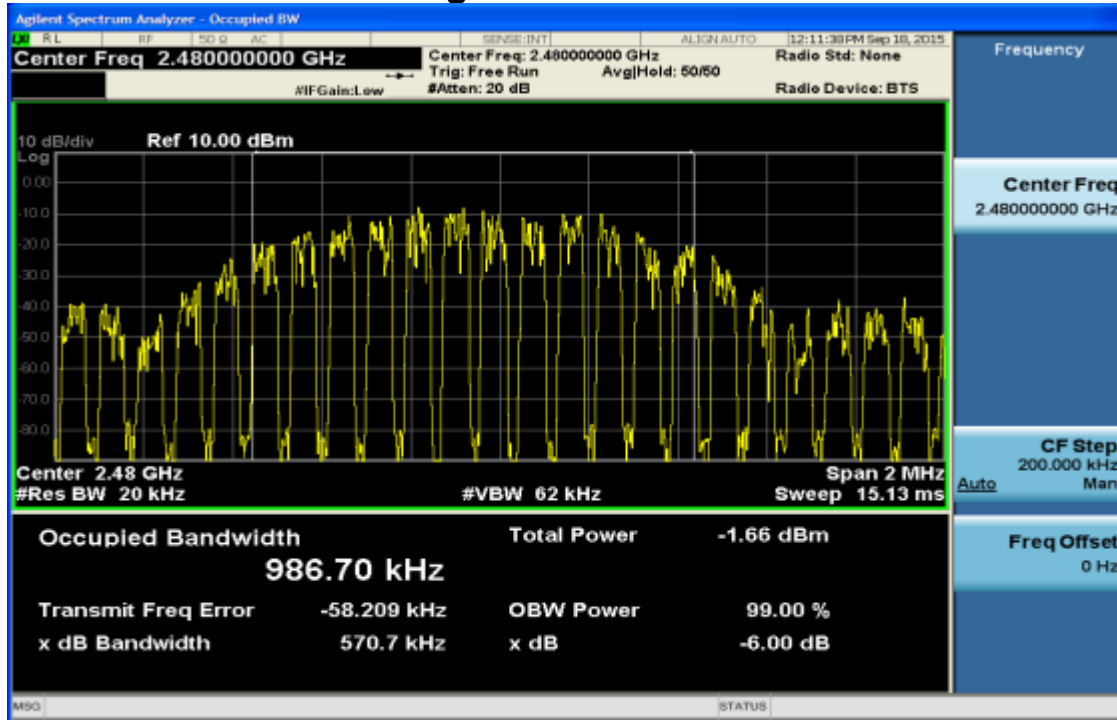 Agilent Spectrum Analyzer - Occupied BW
RL RF 50 Ω AC SENSE:INT ALIGN AUTO 12:11:38 PM Sep 18, 2015
Center Freq 2.480000000 GHz
Center Freq: 2.480000000 GHz
Radio Std: None
Trig: Free Run Avg|Hold: 50/50
#IFGain:Low
#Atten: 20 dB
Radio Device: BTS
Frequency
10 dB/div Ref 10.00 dBm
Log
0.00
-10.0
-20.0
-30.0
-40.0
-50.0
-60.0
-70.0
-80.0
Center Freq
2.480000000 GHz
Center 2.48 GHz Span 2 MHz
#Res BW 20 kHz #VBW 62 kHz Sweep 15.13 ms
CF Step
200.000 kHz
Auto Man
Occupied Bandwidth Total Power -1.66 dBm
986.70 kHz
Transmit Freq Error -58.209 kHz OBW Power 99.00 %
x dB Bandwidth 570.7 kHz x dB -6.00 dB
Freq Offset
0 Hz
MSG STATUS